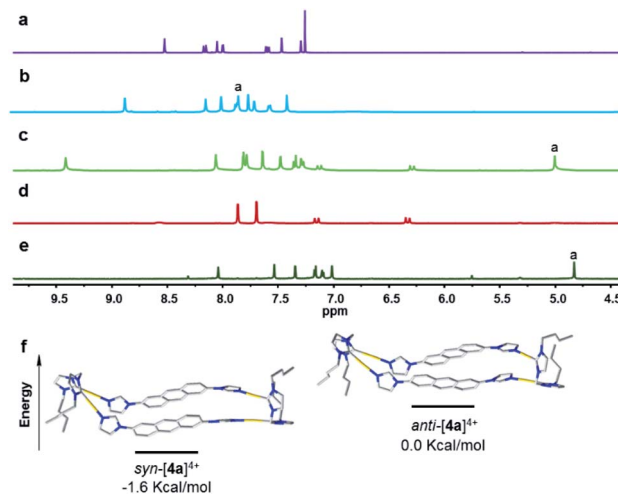 a
b
a
c
a
d
e
a
9.5 9.0 8.5 8.0 7.5 7.0 6.5 6.0 5.5 5.0 4.5
ppm
f
Energy
syn-[4a]4+
-1.6 Kcal/mol
anti-[4a]4+
0.0 Kcal/mol